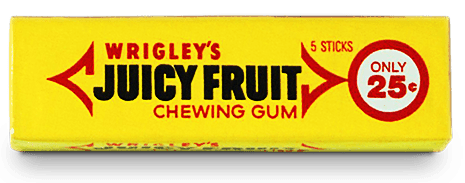 WRIGLEY'S
5 STICKS
JUICY FRUIT
CHEWING GUM
ONLY
25¢
WRIGLEY'S